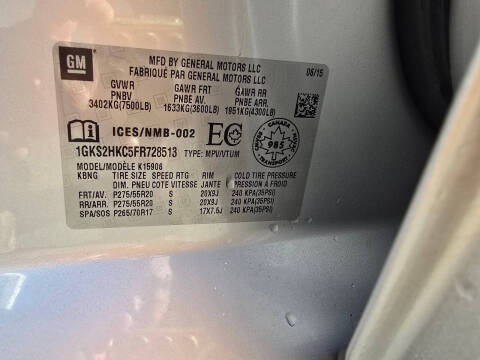 GM
MFD BY GENERAL MOTORS LLC
FABRIQUÉ PAR GENERAL MOTORS LLC
06/15
GVWR GAWR FRT GAWR RR
PNBV PNBE AV. PNBE ARR.
3402KG(7500LB) 1633KG(3600LB) 1951KG(4300LB)
ICES/NMB-002 EC CANADA 985
1GKS2HKC5FR728513 TYPE: MPV/VTUM
MODEL/MODÈLE K15906
KBNG TIRE SIZE SPEED RTG RIM COLD TIRE PRESSURE
DIM. PNEU COTE VITESSE JANTE PRESSION À FROID
FRT/AV. P275/55R20 S 20X9J 240 KPA(35PSI)
RR/ARR. P275/55R20 S 20X9J 240 KPA(35PSI)
SPA/SOS P265/70R17 S 17X7.5J 240 KPA(35PSI)